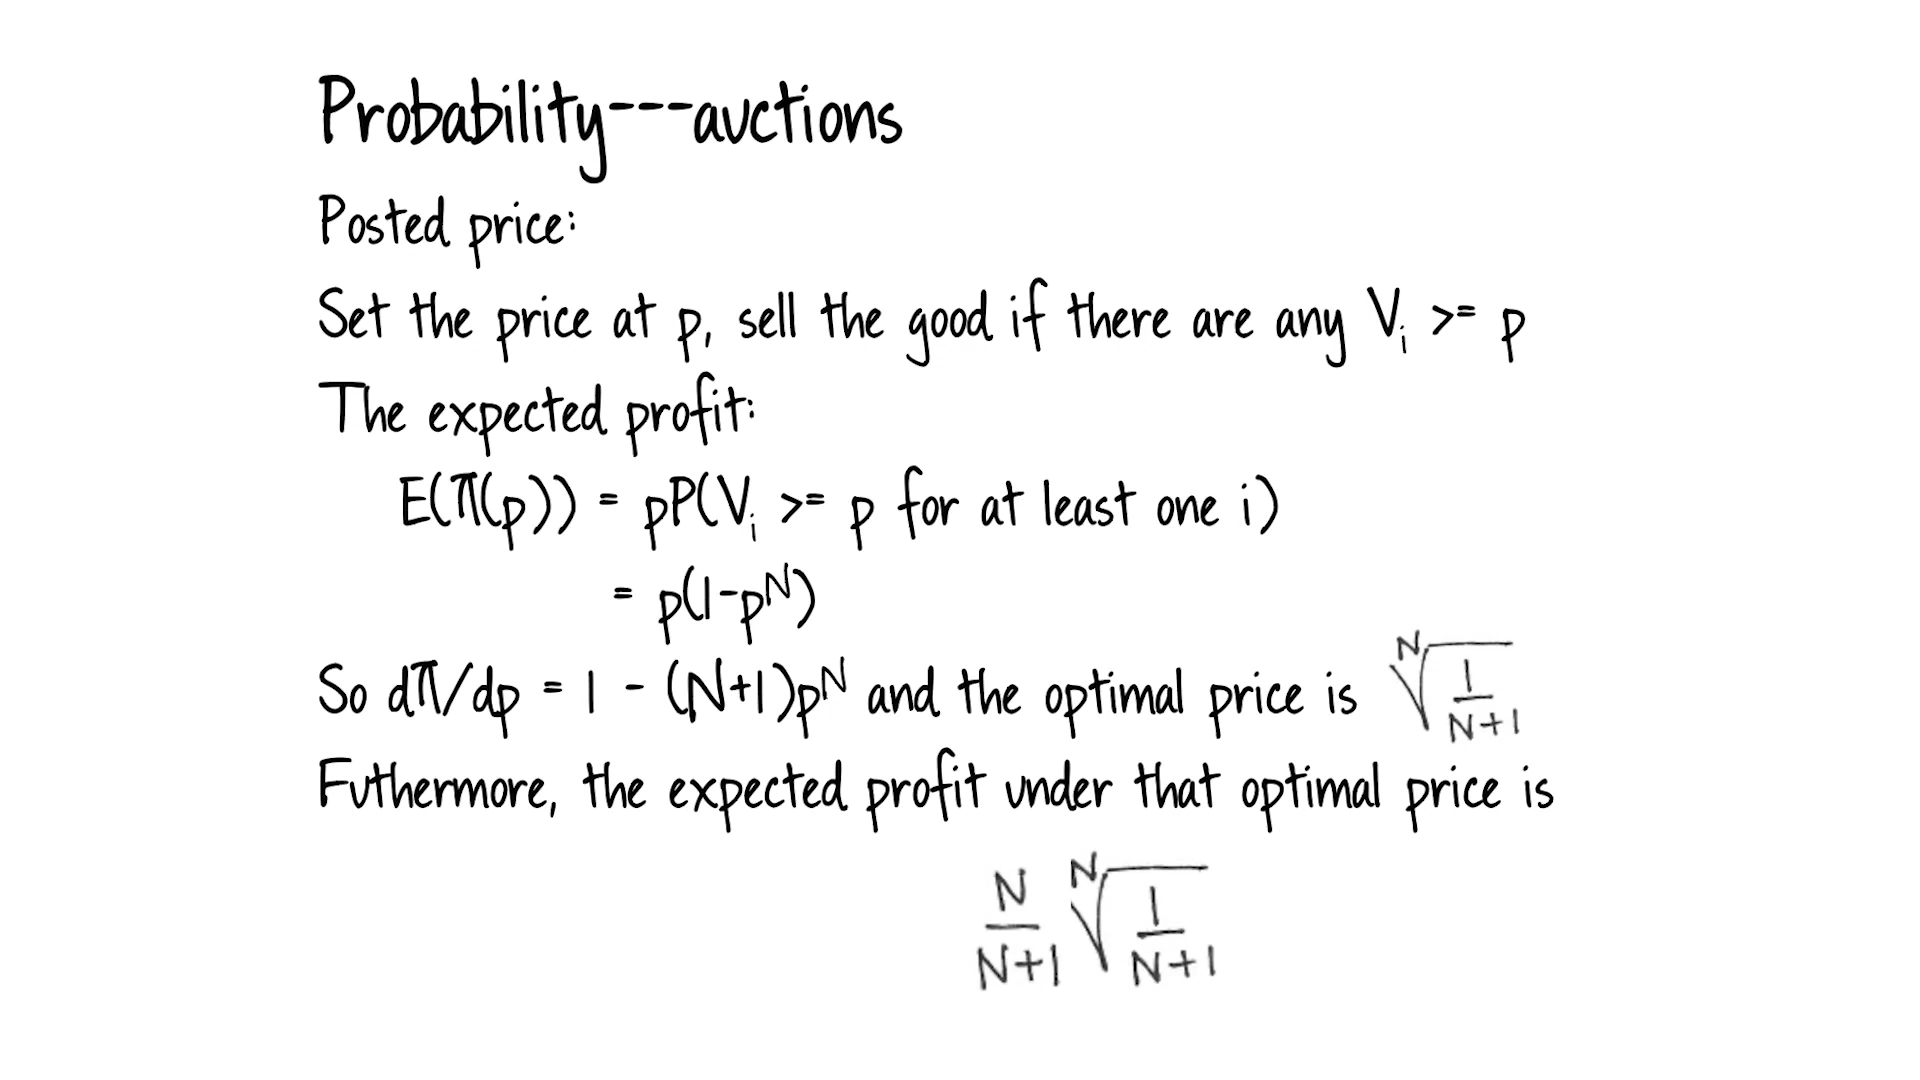 Probability---auctions
Posted price:
Set the price at p, sell the good if there are any Vᵢ >= p
The expected profit:
E(π(p)) = pP(Vᵢ >= p for at least one i)
= p(1-pᴺ)
So dπ/dp = 1 - (N+1)pᴺ and the optimal price is ᴺ√(1/(N+1))
Futhermore, the expected profit under that optimal price is
N/(N+1) ᴺ√(1/(N+1))